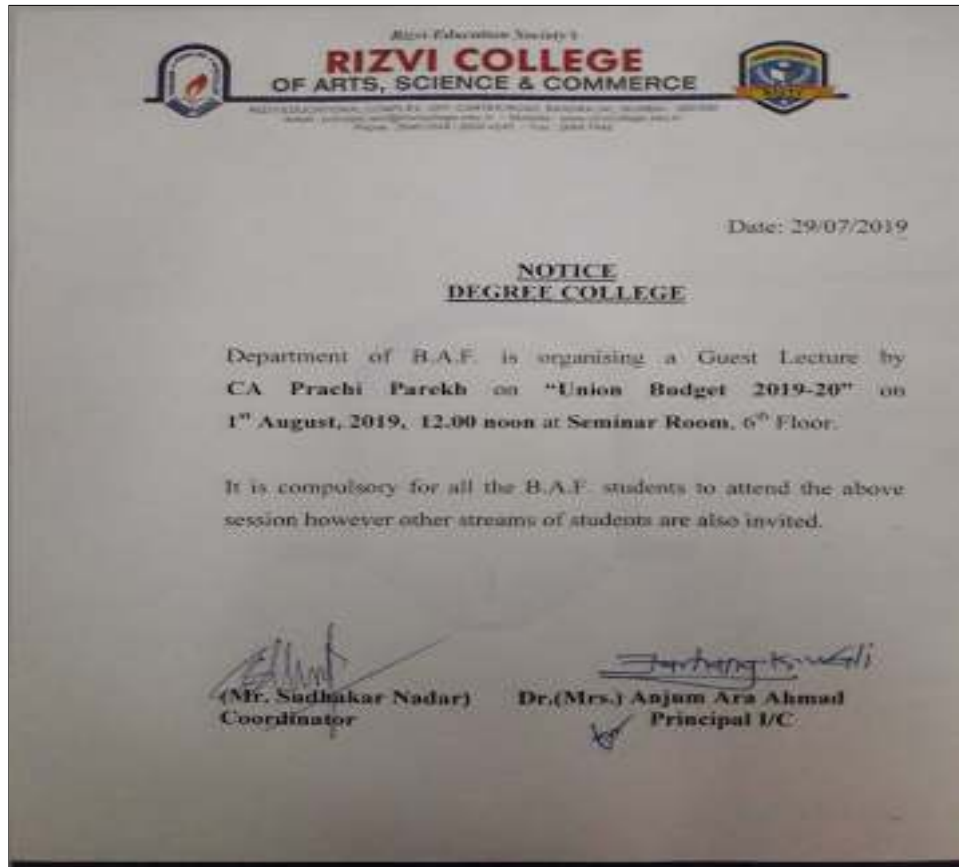 Rizvi Education Society's
RIZVI COLLEGE
OF ARTS, SCIENCE & COMMERCE
Date: 29/07/2019
NOTICE
DEGREE COLLEGE
Department of B.A.F. is organising a Guest Lecture by
CA Prachi Parekh on “Union Budget 2019-20” on
1st August, 2019, 12.00 noon at Seminar Room, 6th Floor.
It is compulsory for all the B.A.F. students to attend the above
session however other streams of students are also invited.
(Mr. Sudhakar Nadar) Dr.(Mrs.) Anjum Ara Ahmad
Coordinator Principal I/C